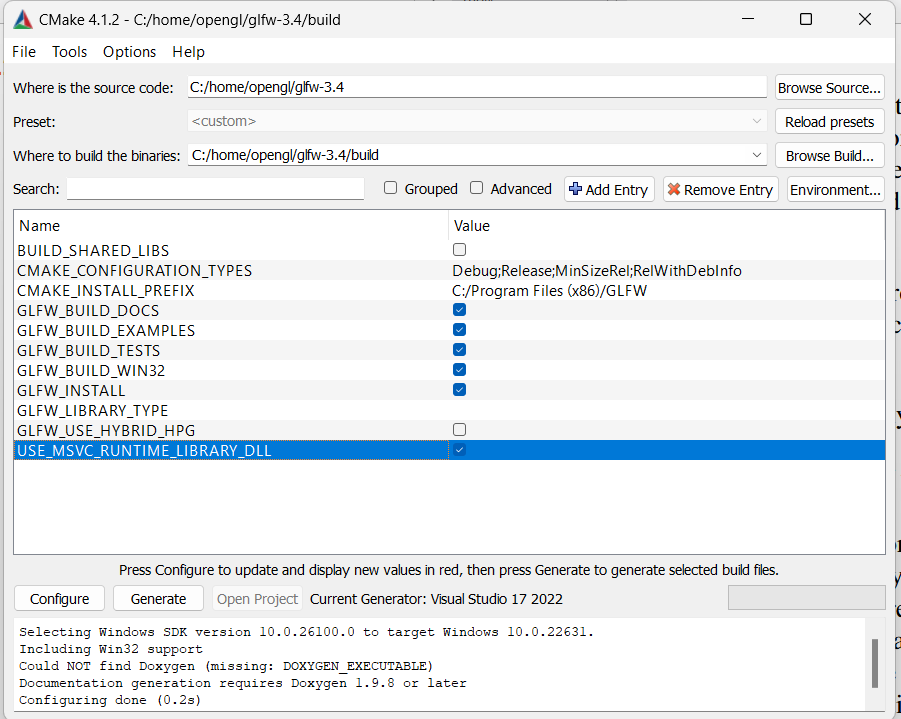 CMake 4.1.2 - C:/home/opengl/glfw-3.4/build
File Tools Options Help
Where is the source code: C:/home/opengl/glfw-3.4 Browse Source...
Preset: <custom> Reload presets
Where to build the binaries: C:/home/opengl/glfw-3.4/build Browse Build...
Search: Grouped Advanced Add Entry Remove Entry Environment...
Name Value
BUILD_SHARED_LIBS
CMAKE_CONFIGURATION_TYPES Debug;Release;MinSizeRel;RelWithDebInfo
CMAKE_INSTALL_PREFIX C:/Program Files (x86)/GLFW
GLFW_BUILD_DOCS
GLFW_BUILD_EXAMPLES
GLFW_BUILD_TESTS
GLFW_BUILD_WIN32
GLFW_INSTALL
GLFW_LIBRARY_TYPE
GLFW_USE_HYBRID_HPG
USE_MSVC_RUNTIME_LIBRARY_DLL
Press Configure to update and display new values in red, then press Generate to generate selected build files.
Configure Generate Open Project Current Generator: Visual Studio 17 2022
Selecting Windows SDK version 10.0.26100.0 to target Windows 10.0.22631.
Including Win32 support
Could NOT find Doxygen (missing: DOXYGEN_EXECUTABLE)
Documentation generation requires Doxygen 1.9.8 or later
Configuring done (0.2s)